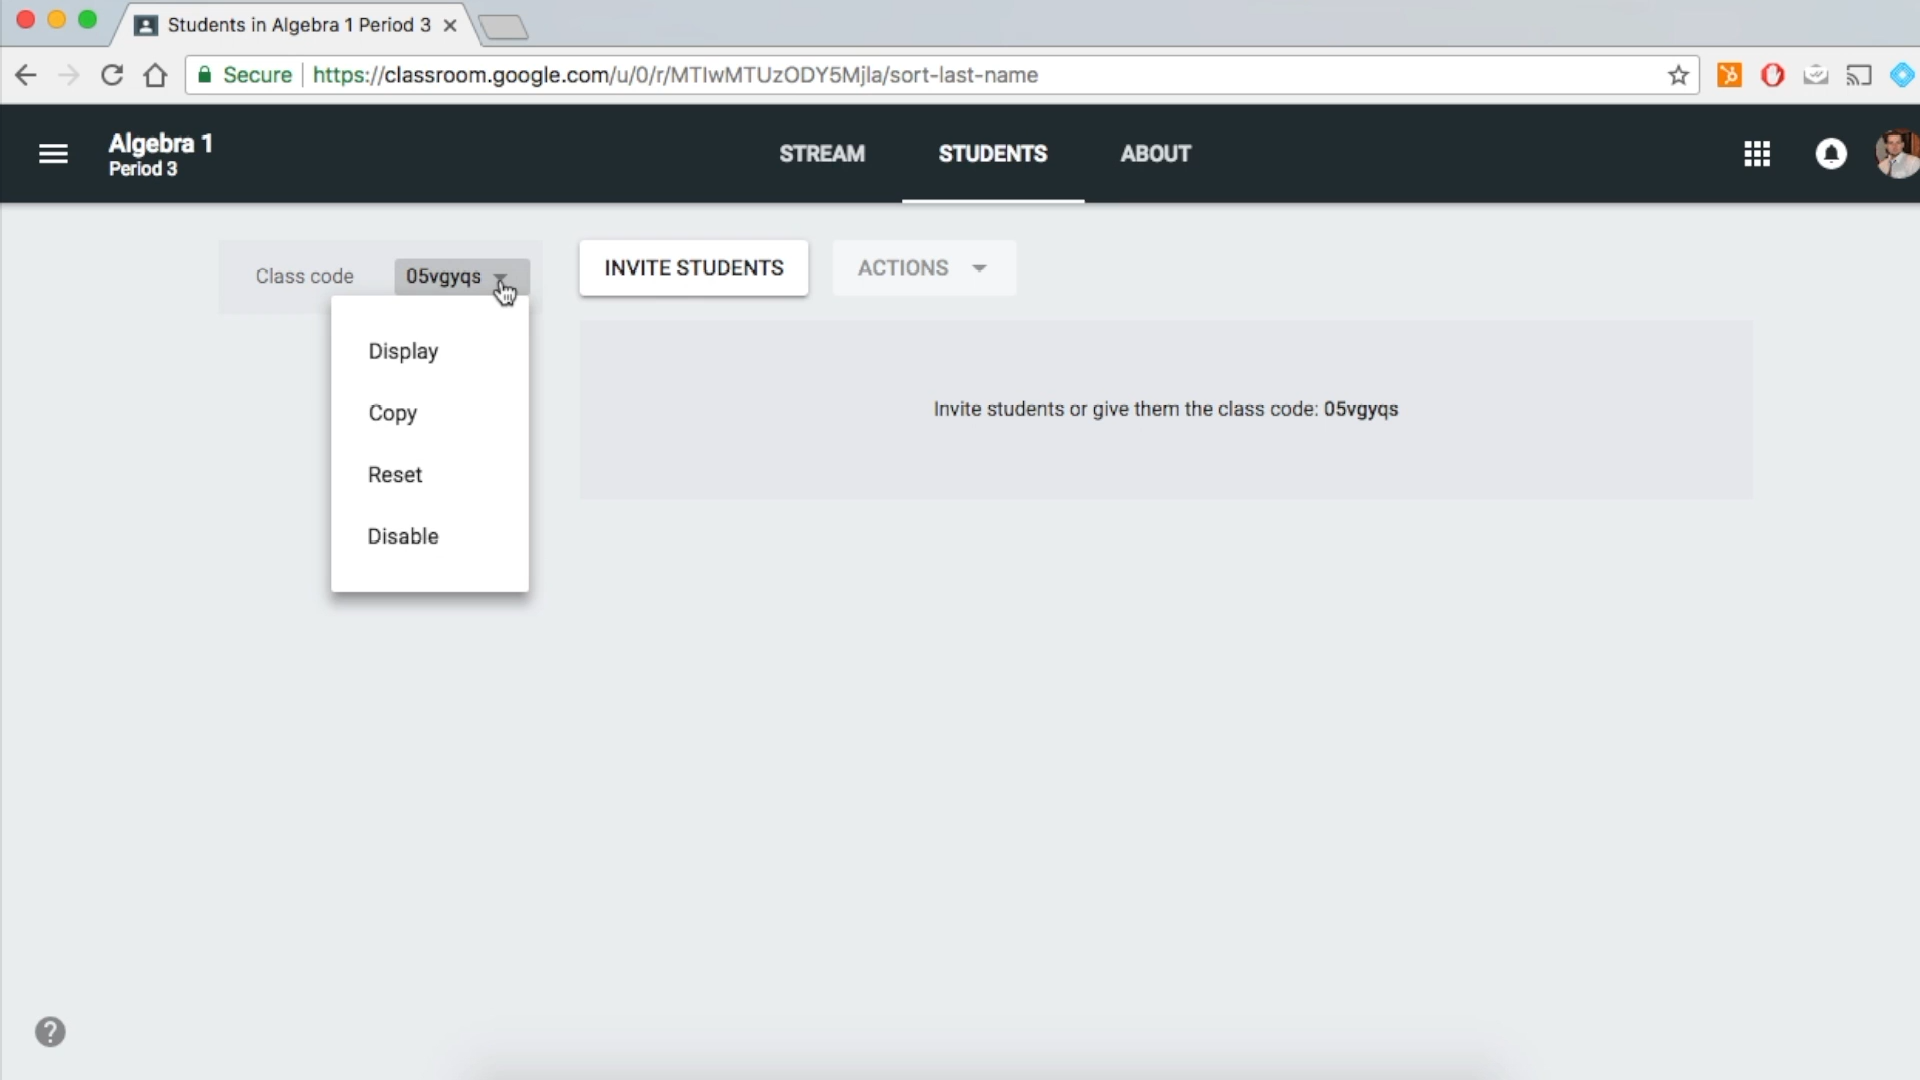 Students in Algebra 1 Period 3
Secure
https://classroom.google.com/u/0/r/MTIwMTUzODY5Mjla/sort-last-name
Algebra 1
Period 3
STREAM
STUDENTS
ABOUT
Class code
05vgyqs
INVITE STUDENTS
ACTIONS
Display
Copy
Reset
Disable
Invite students or give them the class code: 05vgyqs